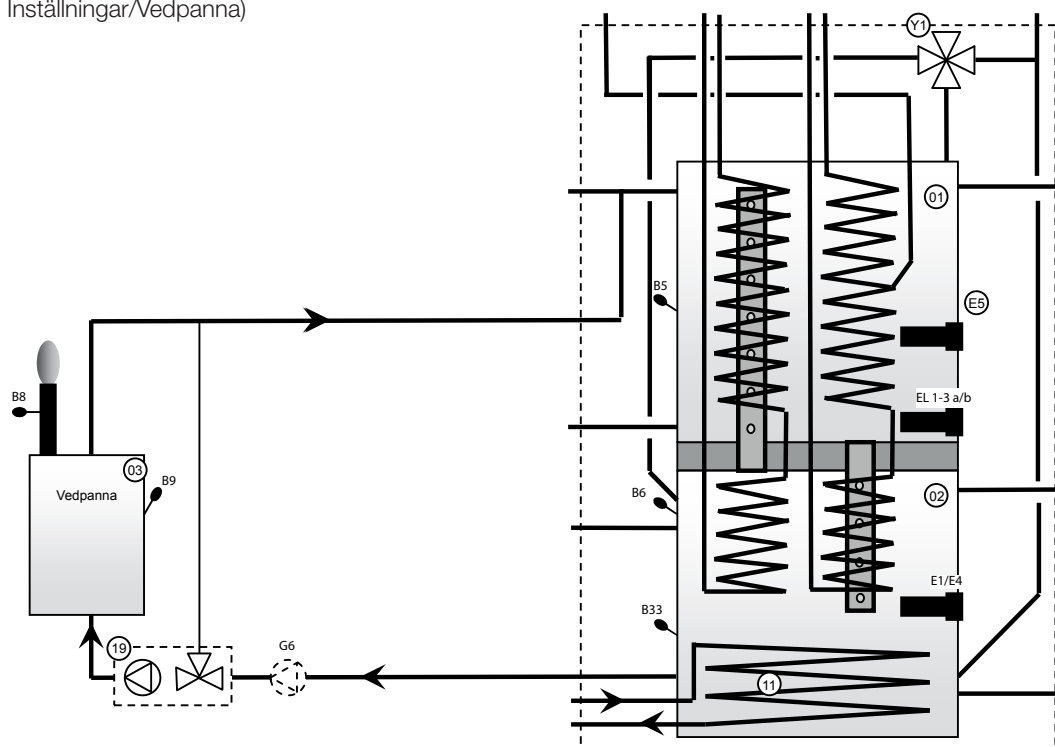 Inställningar/Vedpanna)
Y1
01
B5
E5
B8
EL 1-3 a/b
03
B9
Vedpanna
B6
02
E1/E4
B33
19
G6
11